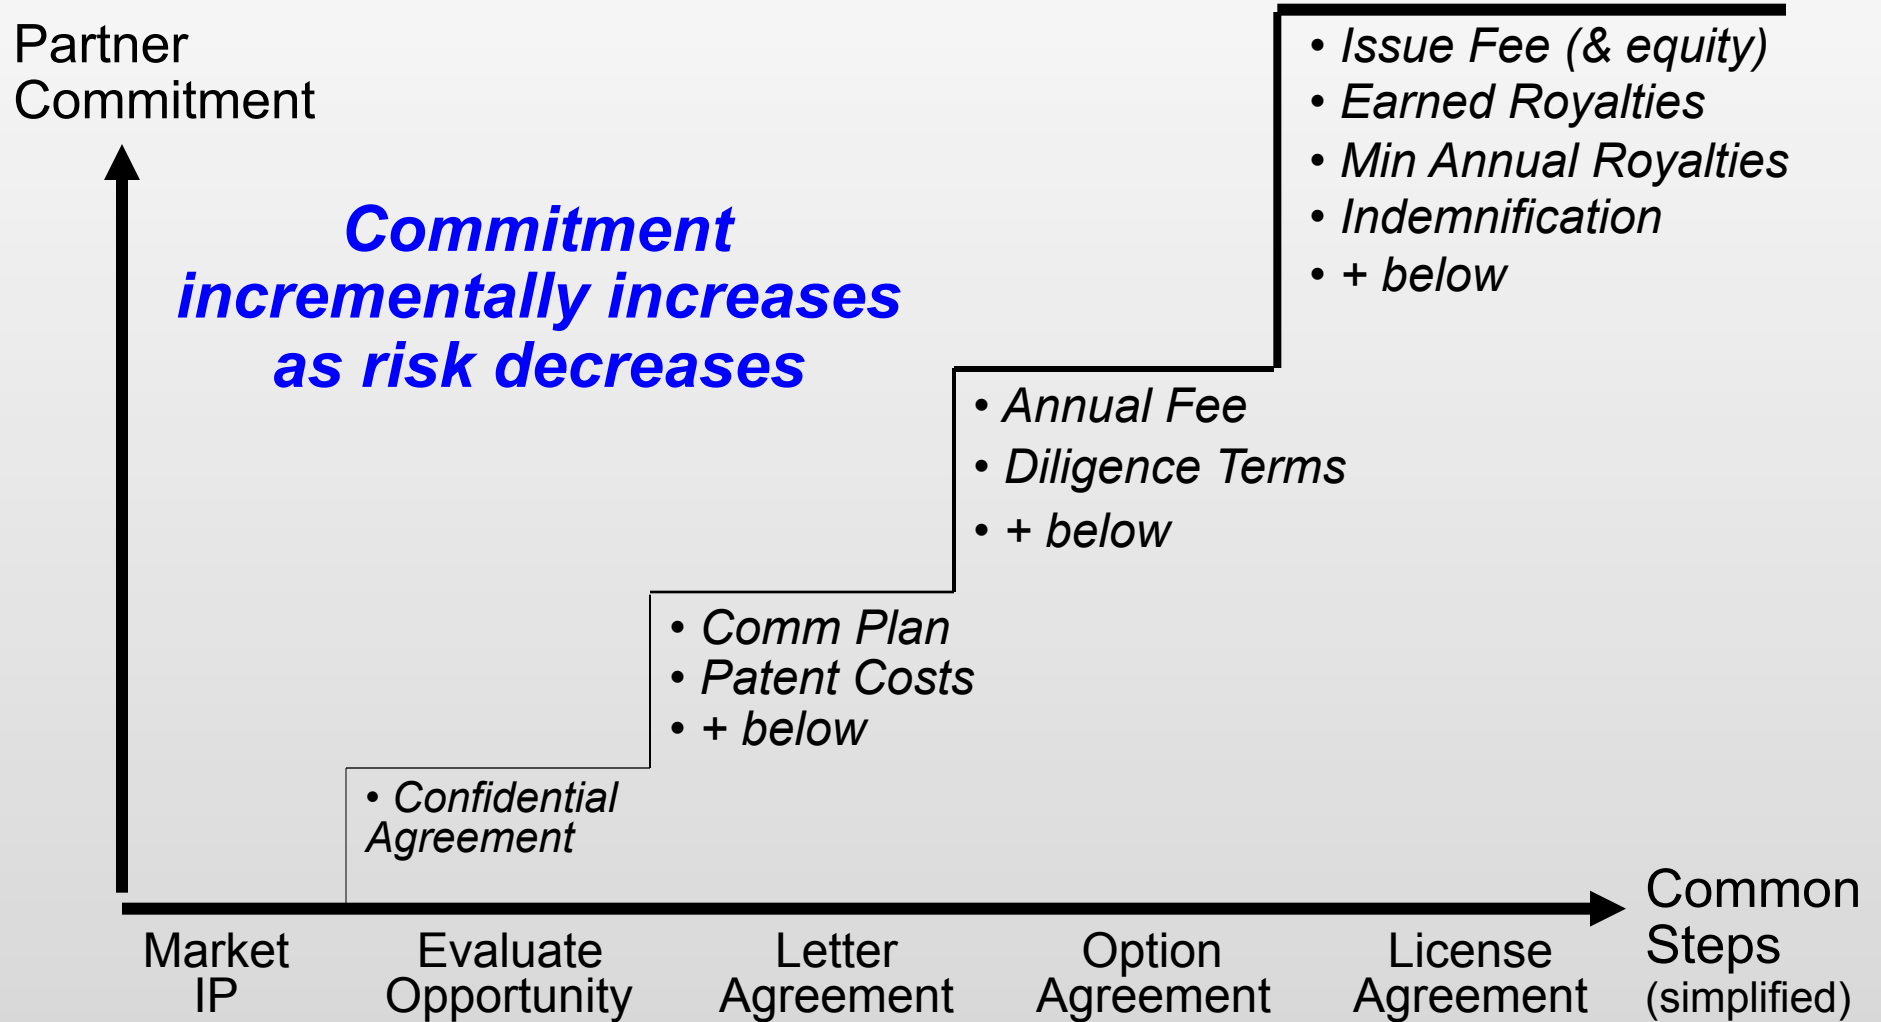 Partner
Commitment
Commitment
incrementally increases
as risk decreases
• Issue Fee (& equity)
• Earned Royalties
• Min Annual Royalties
• Indemnification
• + below
• Annual Fee
• Diligence Terms
• + below
• Comm Plan
• Patent Costs
• + below
• Confidential
Agreement
Market
IP
Evaluate
Opportunity
Letter
Agreement
Option
Agreement
License
Agreement
Common
Steps
(simplified)